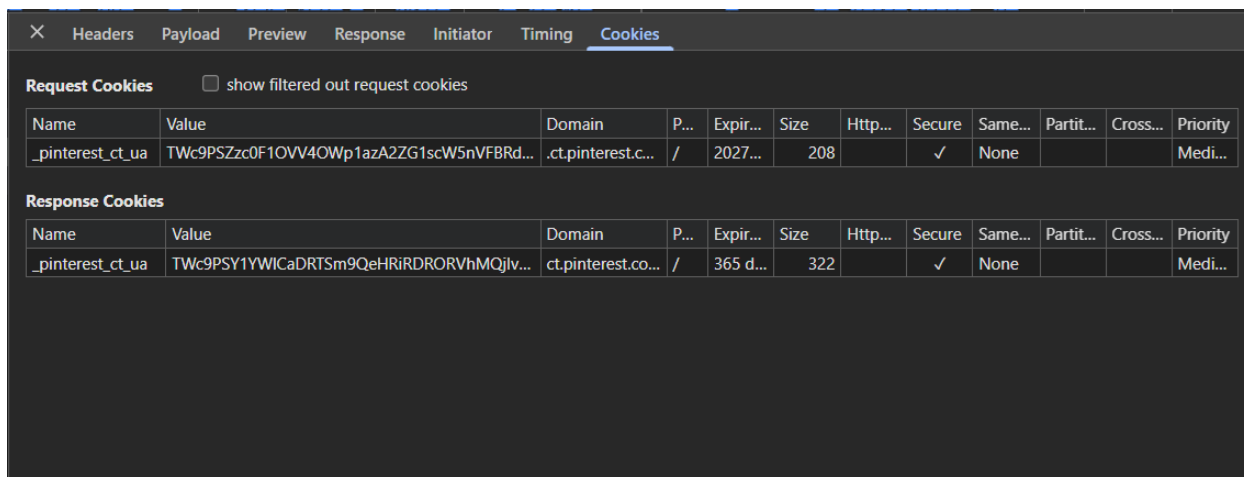 Headers Payload Preview Response Initiator Timing Cookies
Request Cookies show filtered out request cookies
Name Value Domain P... Expir... Size Http... Secure Same... Partit... Cross... Priority
_pinterest_ct_ua TWc9PSZzc0F1OVV4OWp1azA2ZG1scW5nVFBRd... .ct.pinterest.c... / 2027... 208 ✓ None Medi...
Response Cookies
Name Value Domain P... Expir... Size Http... Secure Same... Partit... Cross... Priority
_pinterest_ct_ua TWc9PSY1YWlCaDRTSm9QeHRiRDRORVhMQjlv... ct.pinterest.co... / 365 d... 322 ✓ None Medi...